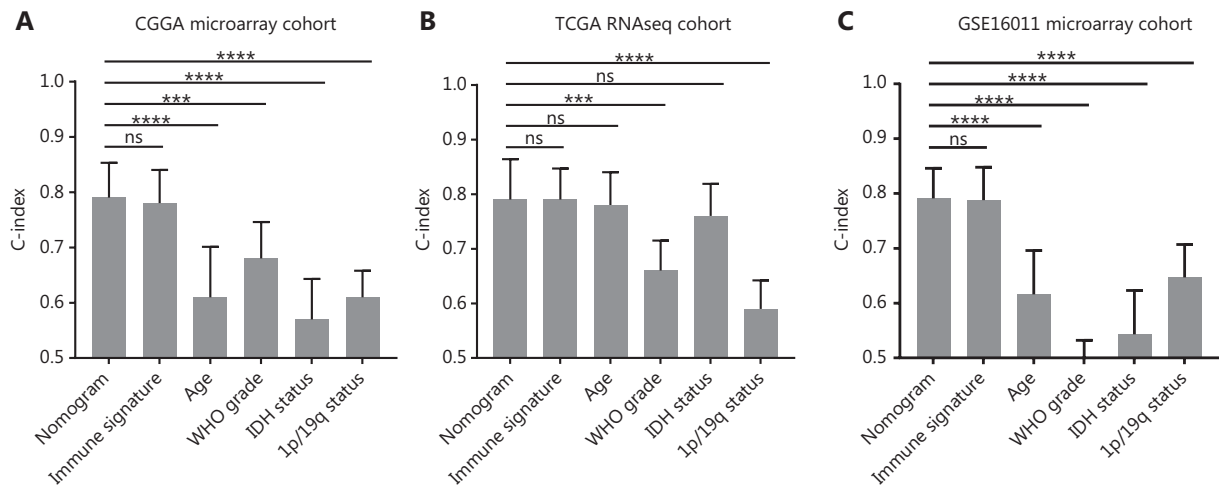 A
CGGA microarray cohort
****
****
***
****
ns
1.0
0.9
0.8
0.7
0.6
0.5
C-index
Nomogram
Immune signature
Age
WHO grade
IDH status
1p/19q status
B
TCGA RNAseq cohort
****
ns
***
ns
ns
1.0
0.9
0.8
0.7
0.6
0.5
C-index
Nomogram
Immune signature
Age
WHO grade
IDH status
1p/19q status
C
GSE16011 microarray cohort
****
****
****
****
ns
1.0
0.9
0.8
0.7
0.6
0.5
C-index
Nomogram
Immune signature
Age
WHO grade
IDH status
1p/19q status